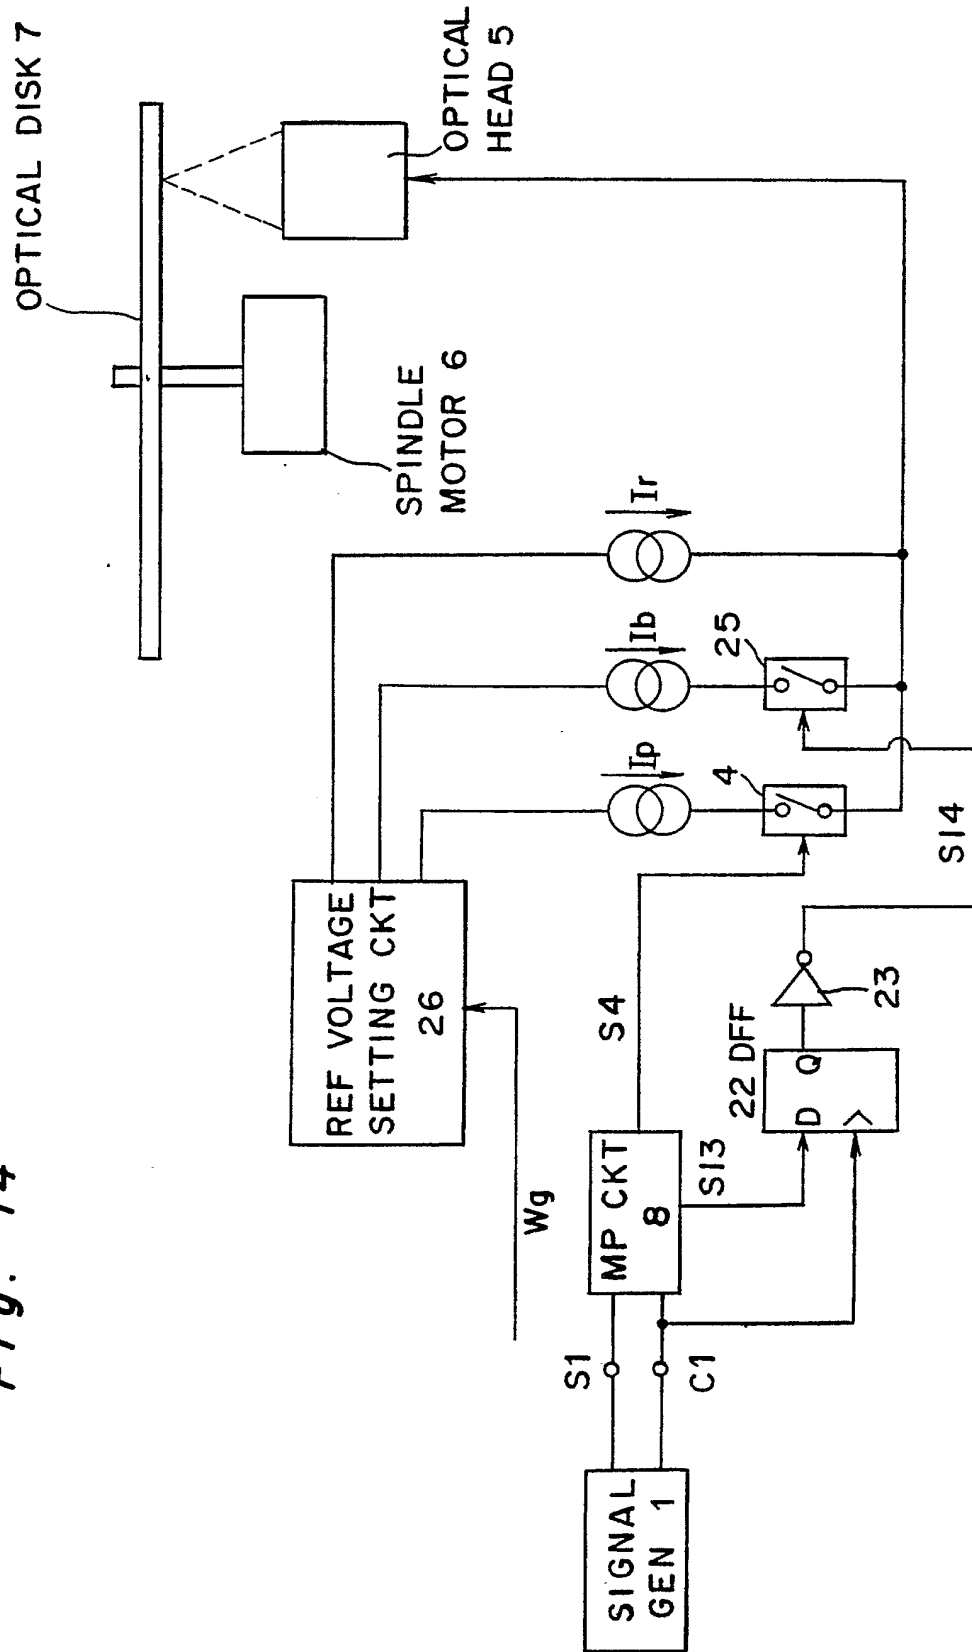 Fig. 14
OPTICAL DISK 7
OPTICAL
HEAD 5
SPINDLE
MOTOR 6
REF VOLTAGE
SETTING CKT
26
Wg
Ir
Ib
Ip
25
4
S4
S14
SIGNAL
GEN 1
S1
C1
MP CKT
8
S13
22 DFF
D Q
23